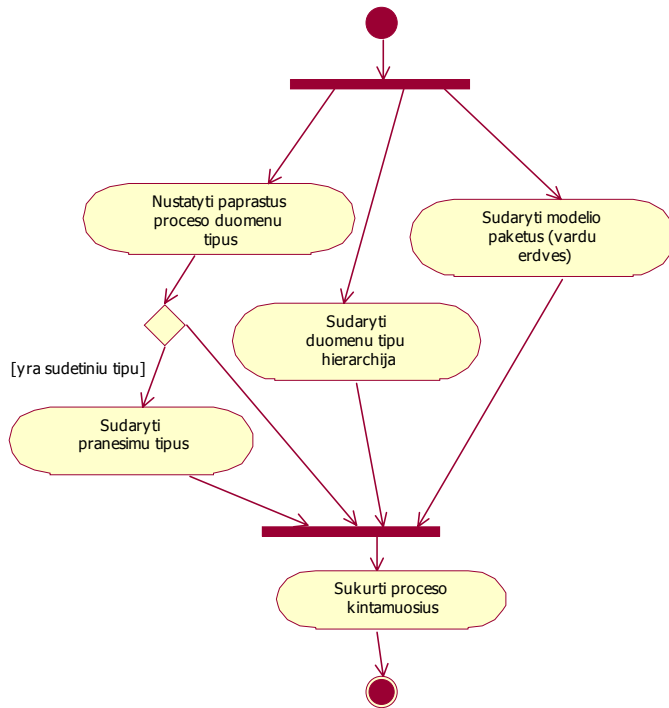 Nustatyti paprastus
proceso duomenu
tipus
Sudaryti modelio
paketus (vardu
erdves)
Sudaryti
duomenu tipu
hierarchija
[yra sudetiniu tipu]
Sudaryti
pranesimu tipus
Sukurti proceso
kintamuosius